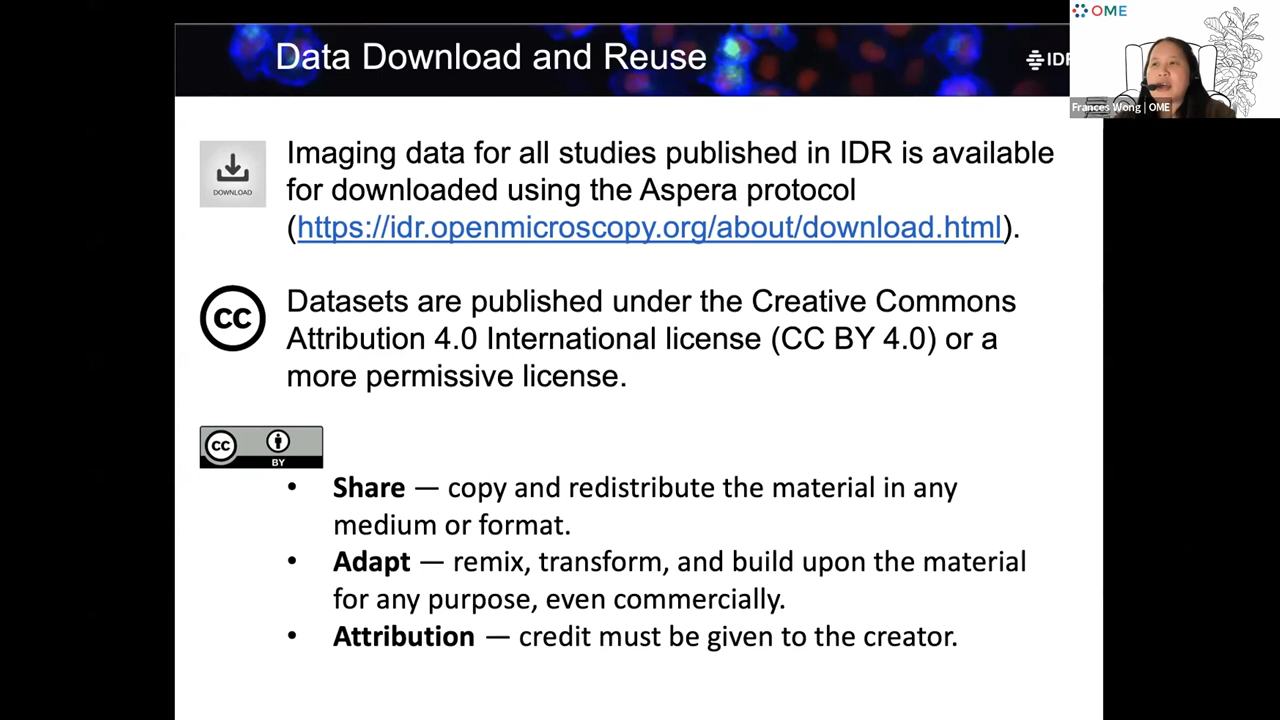 Data Download and Reuse
IDR
OME
Frances Wong | OME
DOWNLOAD
Imaging data for all studies published in IDR is available
for downloaded using the Aspera protocol
(https://idr.openmicroscopy.org/about/download.html).
cc
Datasets are published under the Creative Commons
Attribution 4.0 International license (CC BY 4.0) or a
more permissive license.
cc
BY
• Share — copy and redistribute the material in any
medium or format.
• Adapt — remix, transform, and build upon the material
for any purpose, even commercially.
• Attribution — credit must be given to the creator.